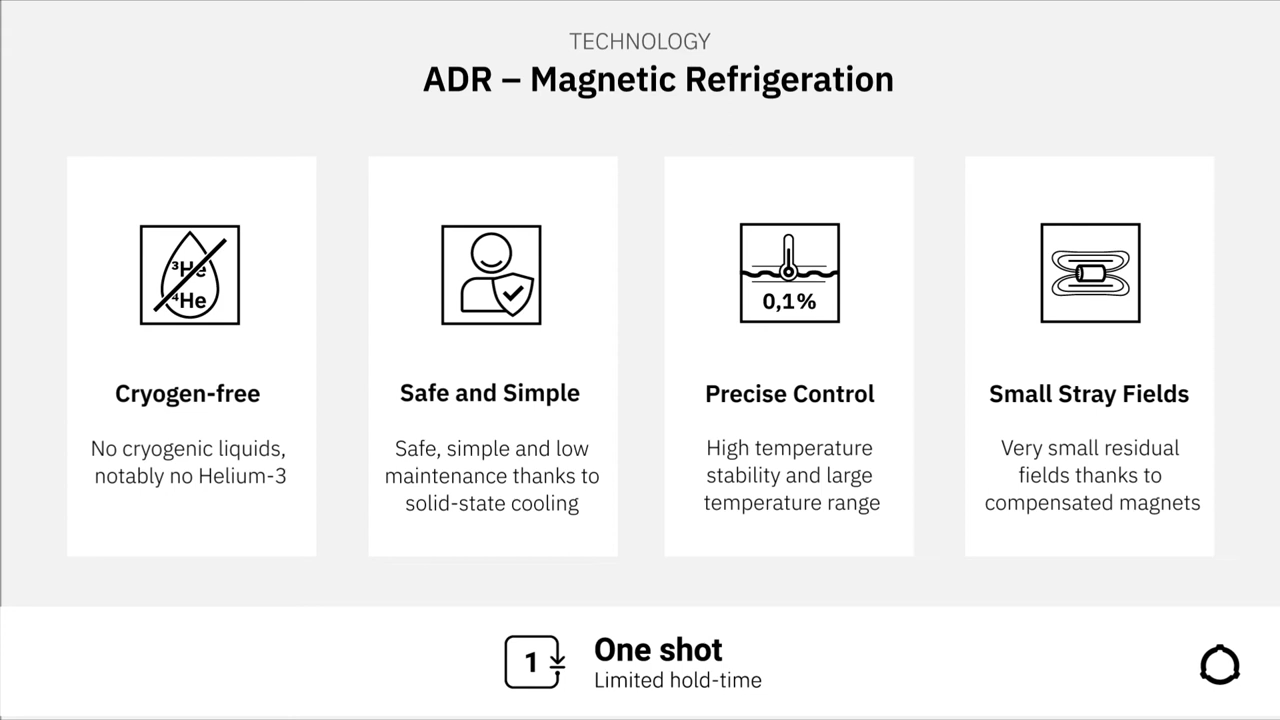 TECHNOLOGY
ADR – Magnetic Refrigeration
³He
⁴He
Cryogen-free
No cryogenic liquids,
notably no Helium-3
Safe and Simple
Safe, simple and low
maintenance thanks to
solid-state cooling
0,1%
Precise Control
High temperature
stability and large
temperature range
Small Stray Fields
Very small residual
fields thanks to
compensated magnets
1
One shot
Limited hold-time